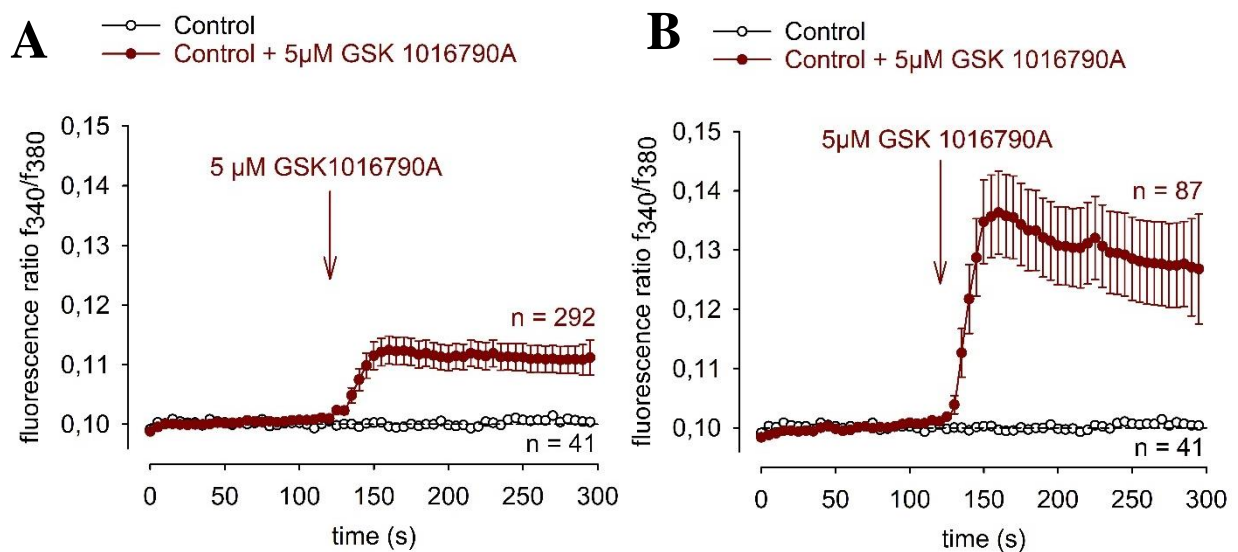 A
Control
Control + 5µM GSK 1016790A
fluorescence ratio f340/f380
0,15
0,14
0,13
0,12
0,11
0,10
5 µM GSK1016790A
n = 292
n = 41
0
50
100
150
200
250
300
time (s)
B
Control
Control + 5µM GSK 1016790A
fluorescence ratio f340/f380
0,15
0,14
0,13
0,12
0,11
0,10
5µM GSK1016790A
n = 87
n = 41
0
50
100
150
200
250
300
time (s)